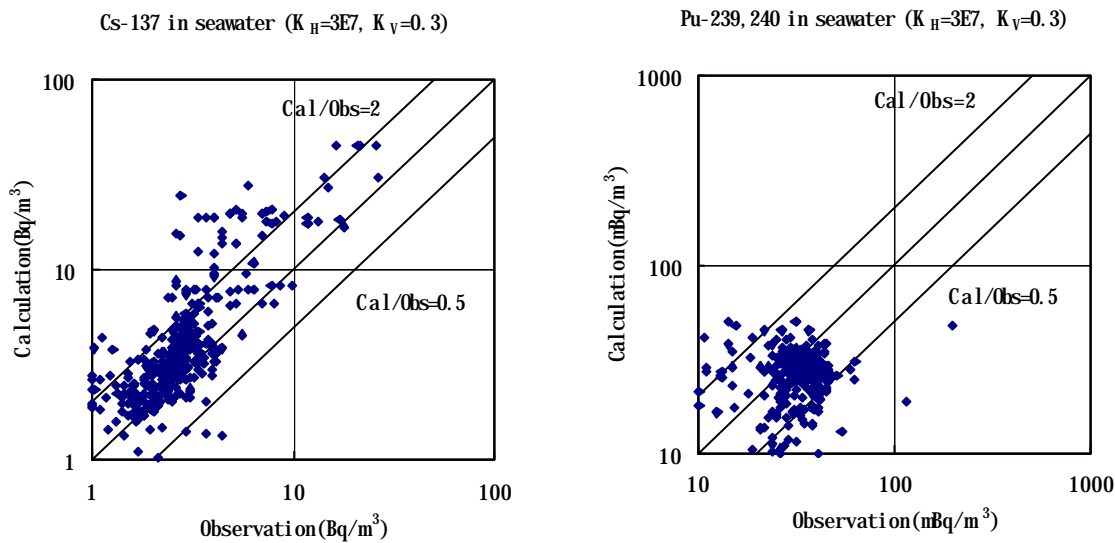 Cs-137 in seawater (K H=3E7, K V=0.3)
100
10
1
Calculation(Bq/m3)
Cal/Obs=2
Cal/Obs=0.5
1 10 100
Observation(Bq/m3)
Pu-239,240 in seawater (K H=3E7, K V=0.3)
1000
100
10
Calculation(mBq/m3)
Cal/Obs=2
Cal/Obs=0.5
10 100 1000
Observation(mBq/m3)